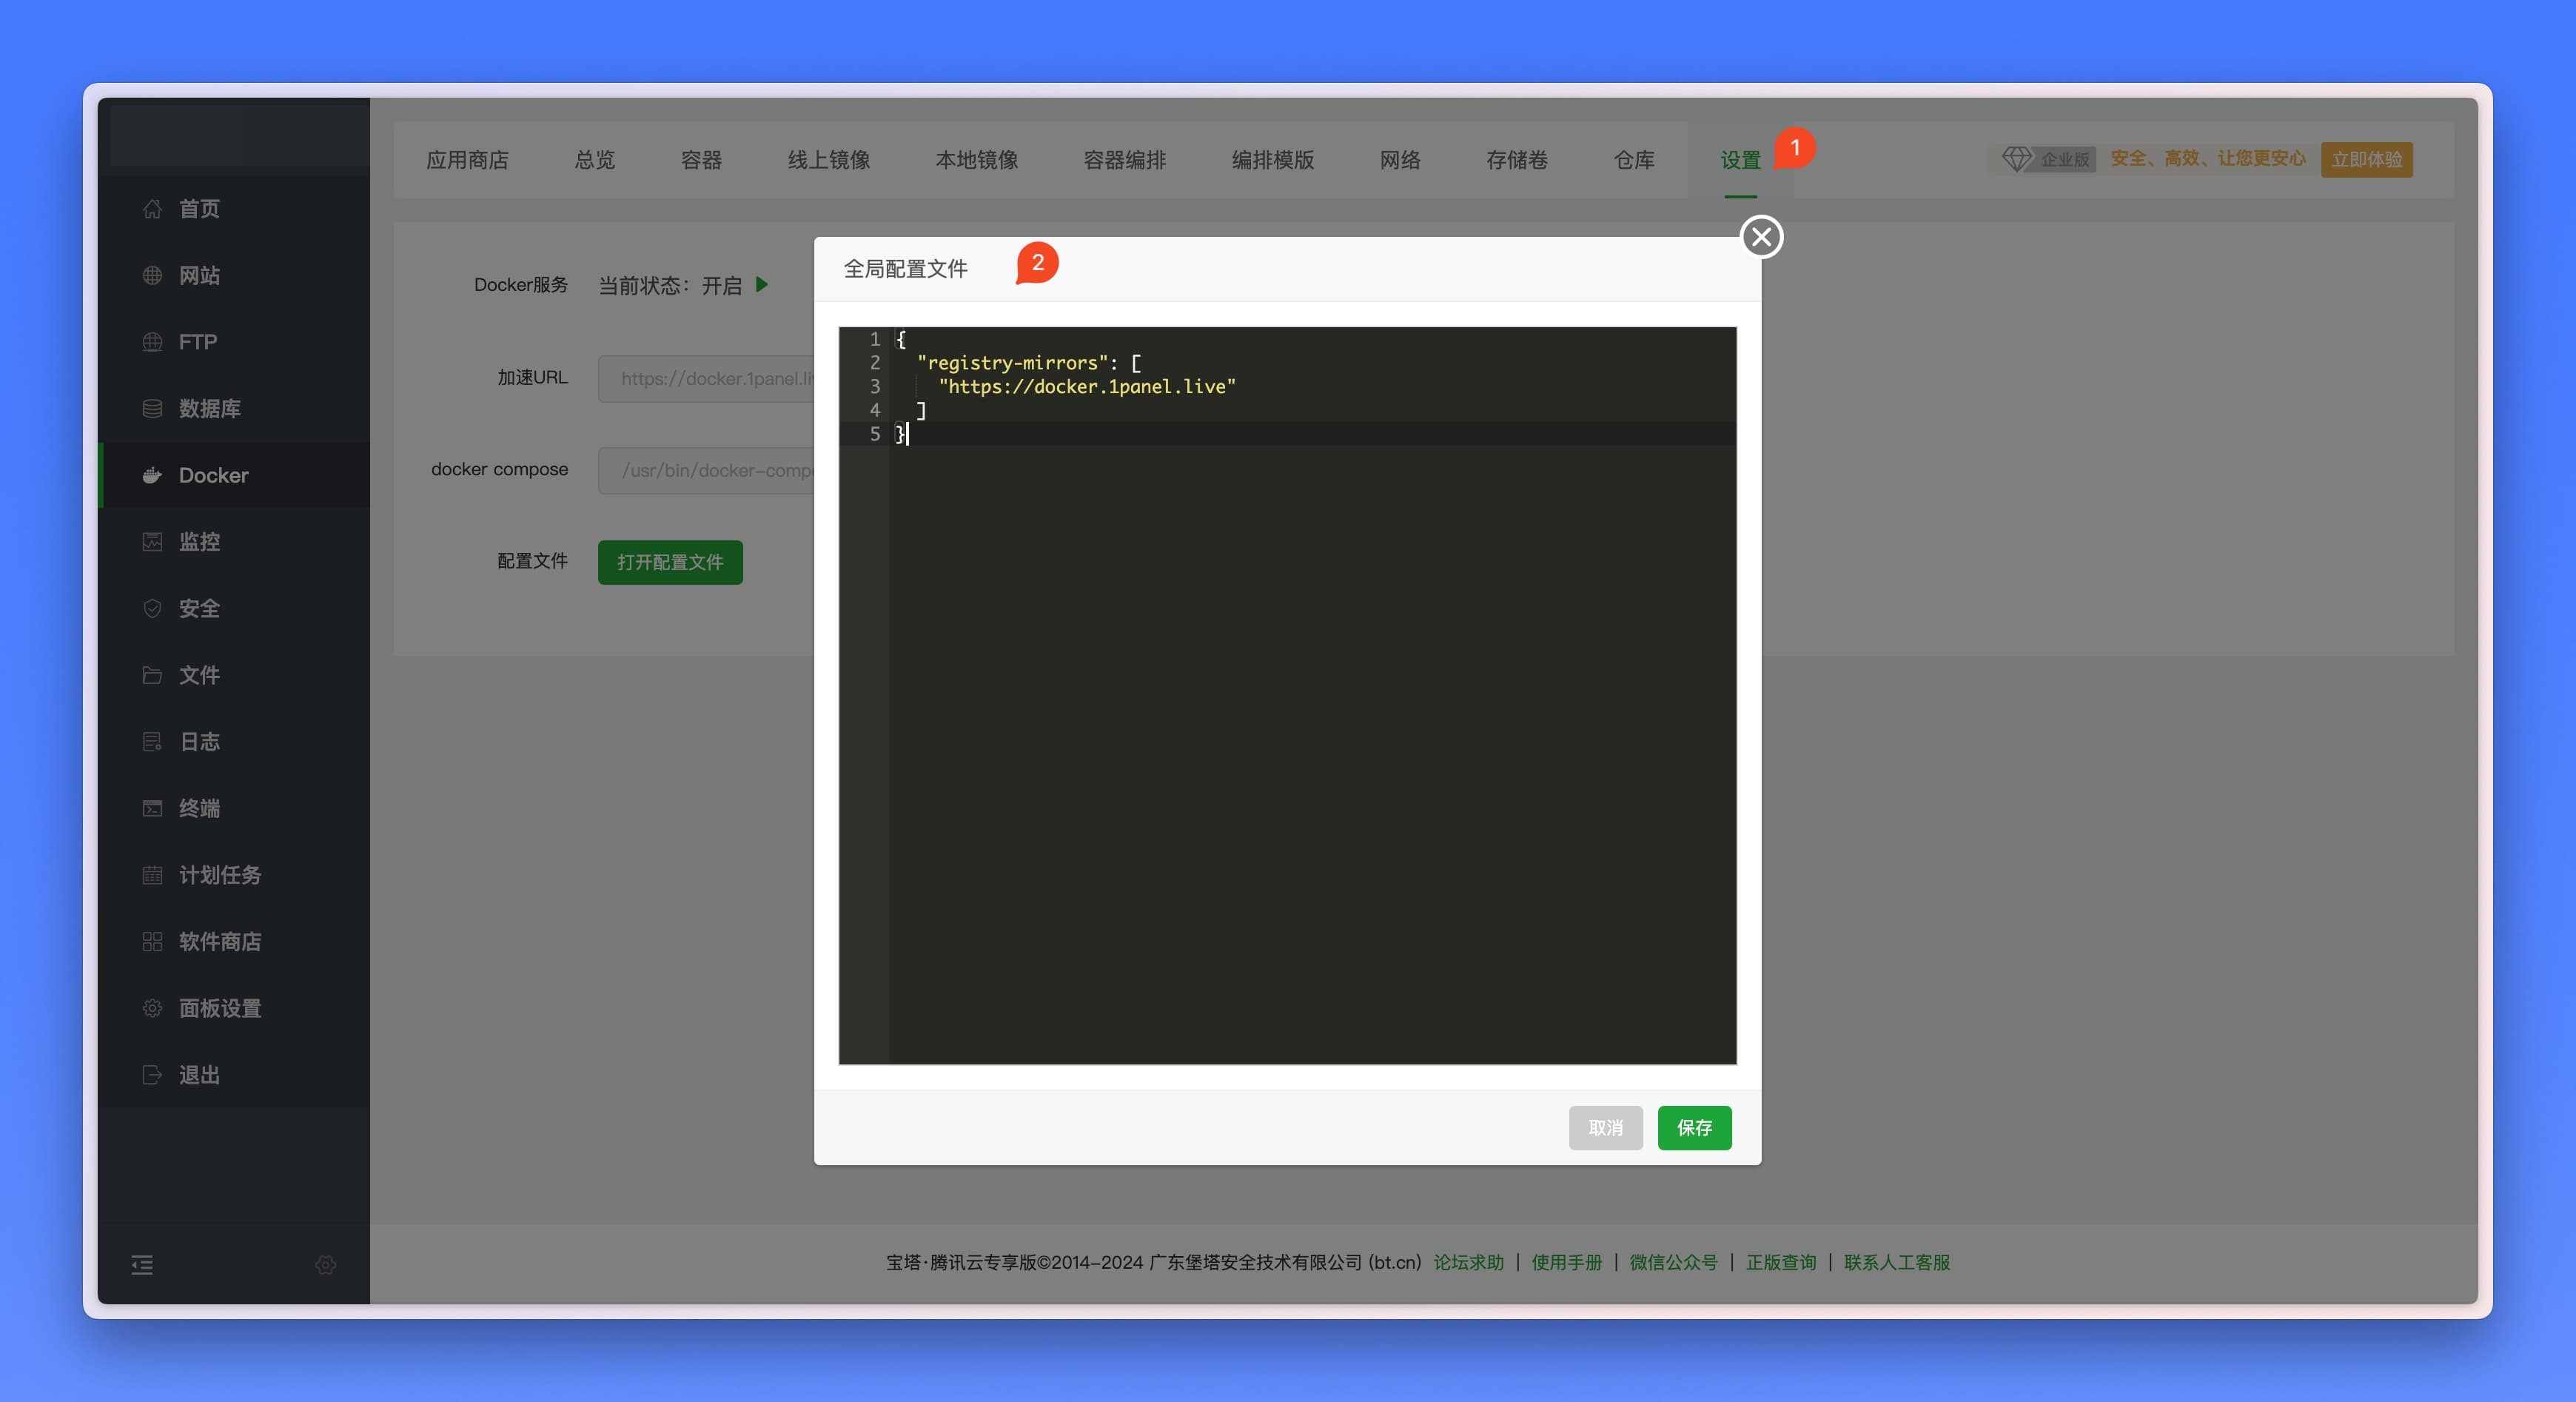 应用商店 总览 容器 线上镜像 本地镜像 容器编排 编排模版 网络 存储卷 仓库 设置 1 企业版 安全、高效、让您更安心 立即体验
首页
网站
FTP
数据库
Docker
监控
安全
文件
日志
终端
计划任务
软件商店
面板设置
退出
Docker服务 当前状态：开启
加速URL https://docker.1panel.li
docker compose /usr/bin/docker-comp
配置文件 打开配置文件
全局配置文件 2
1 {
2 "registry-mirrors": [
3 "https://docker.1panel.live"
4 ]
5 }
取消 保存
宝塔·腾讯云专享版©2014-2024 广东堡塔安全技术有限公司 (bt.cn) 论坛求助 | 使用手册 | 微信公众号 | 正版查询 | 联系人工客服